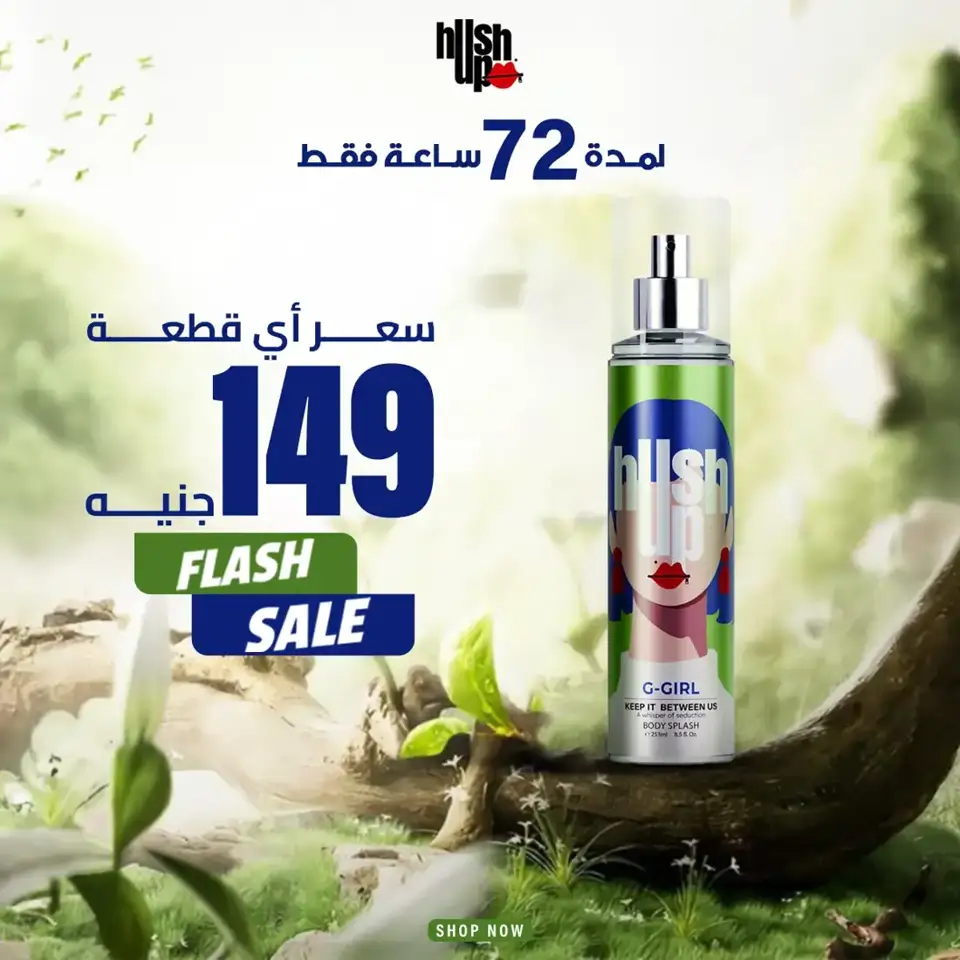 hush
up
لمدة 72 ساعة فقط
سعر أي قطعة
149 جنيه
FLASH
SALE
hush
up
G-GIRL
KEEP IT BETWEEN US
A whisper of seduction
BODY SPLASH
SHOP NOW